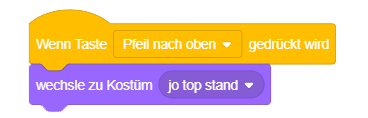 Wenn Taste Pfeil nach oben gedrückt wird
wechsle zu Kostüm jo top stand